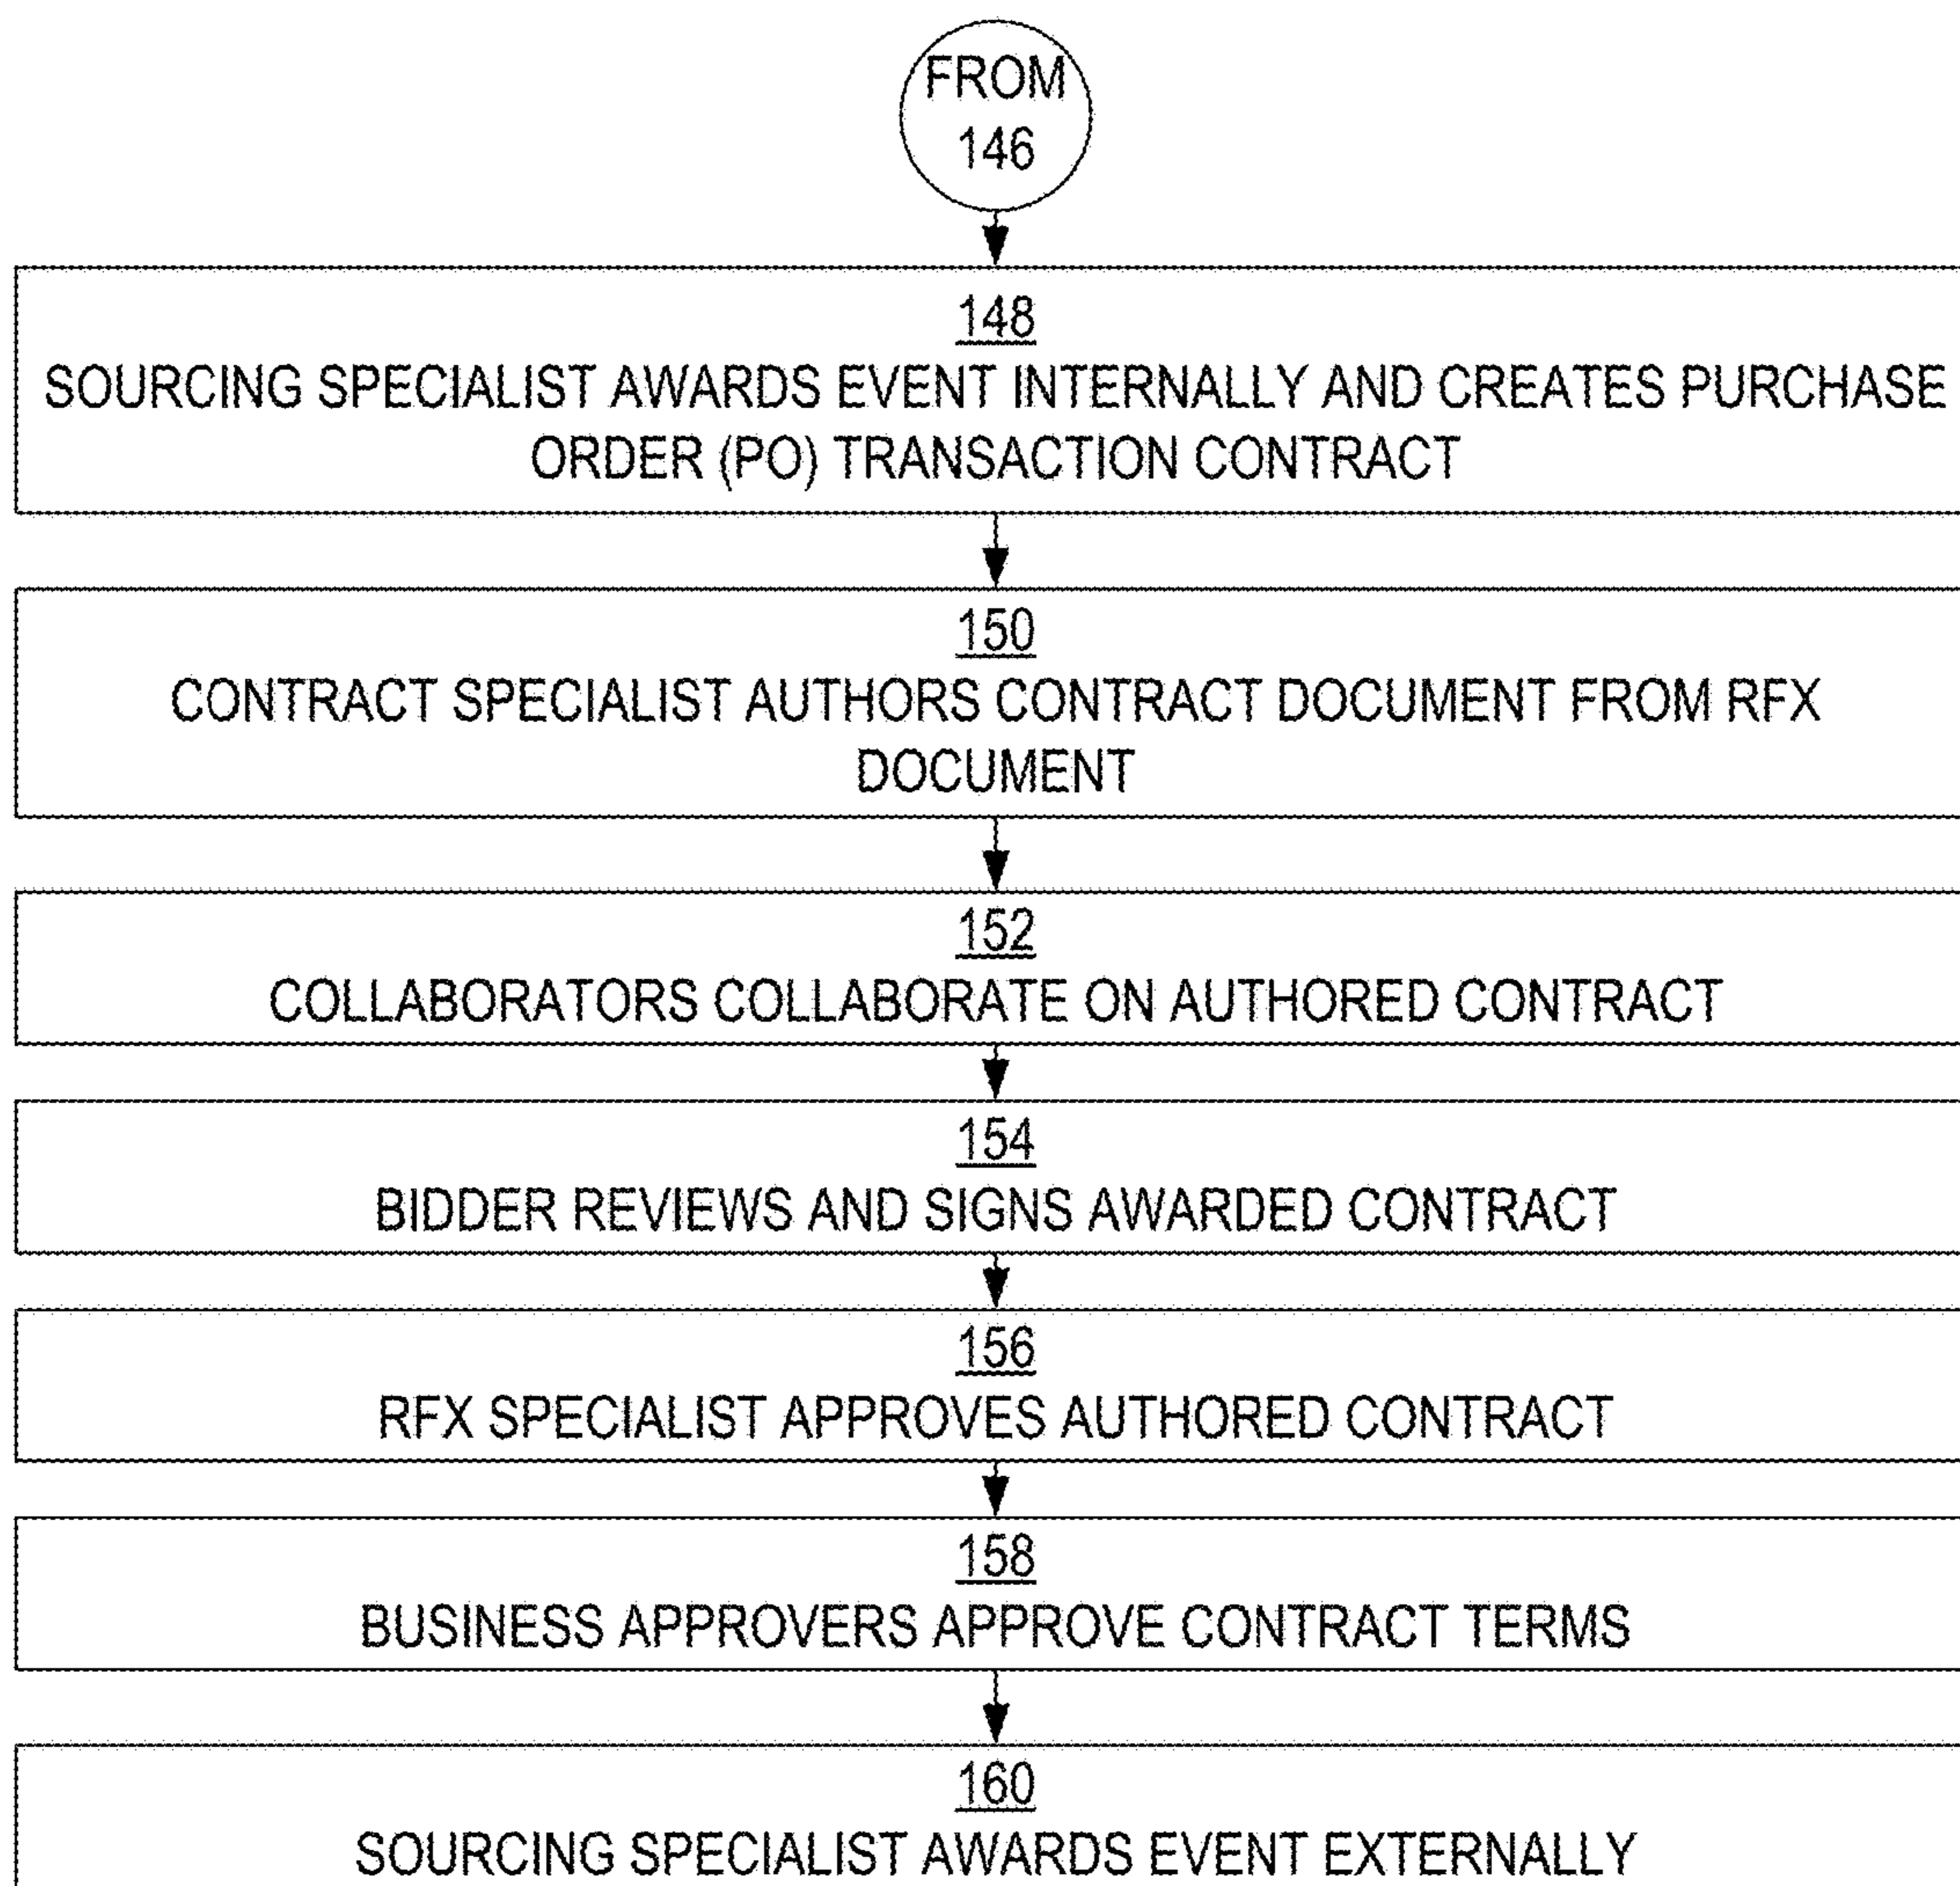 FROM
146
148
SOURCING SPECIALIST AWARDS EVENT INTERNALLY AND CREATES PURCHASE
ORDER (PO) TRANSACTION CONTRACT
150
CONTRACT SPECIALIST AUTHORS CONTRACT DOCUMENT FROM RFX
DOCUMENT
152
COLLABORATORS COLLABORATE ON AUTHORED CONTRACT
154
BIDDER REVIEWS AND SIGNS AWARDED CONTRACT
156
RFX SPECIALIST APPROVES AUTHORED CONTRACT
158
BUSINESS APPROVERS APPROVE CONTRACT TERMS
160
SOURCING SPECIALIST AWARDS EVENT EXTERNALLY